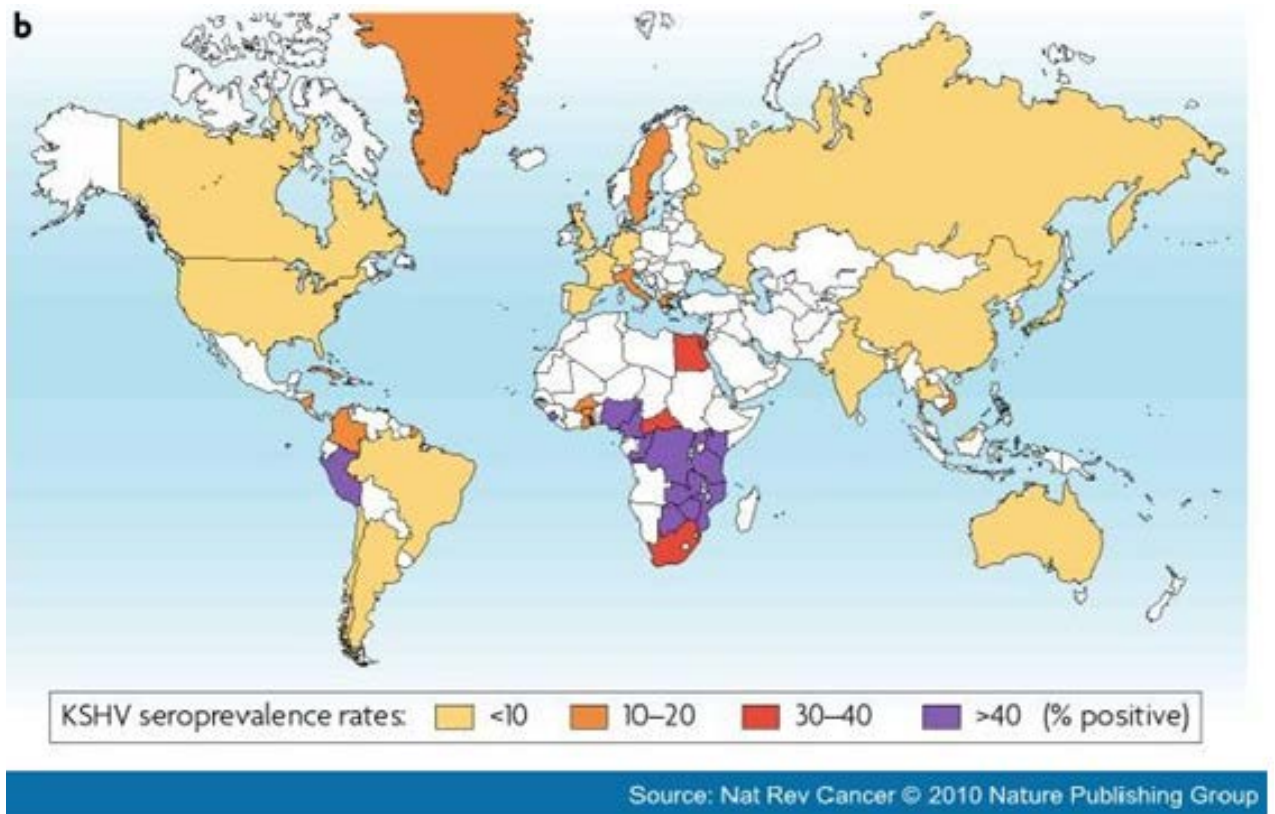 b
KSHV seroprevalence rates: <10 10–20 30–40 >40 (% positive)
Source: Nat Rev Cancer © 2010 Nature Publishing Group